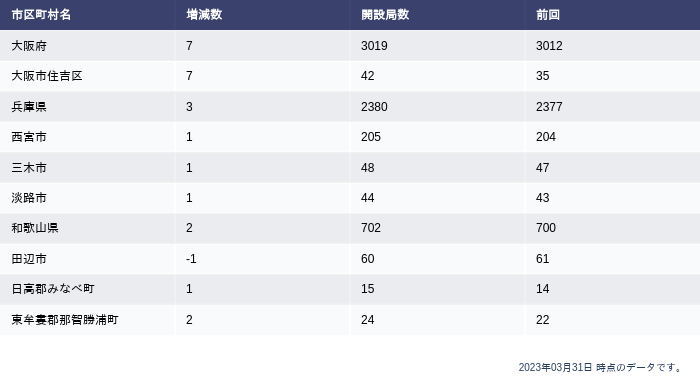 市区町村名 増減数 開設局数 前回
大阪府 7 3019 3012
大阪市住吉区 7 42 35
兵庫県 3 2380 2377
西宮市 1 205 204
三木市 1 48 47
淡路市 1 44 43
和歌山県 2 702 700
田辺市 -1 60 61
日高郡みなべ町 1 15 14
東牟婁郡那智勝浦町 2 24 22
2023年03月31日 時点のデータです。